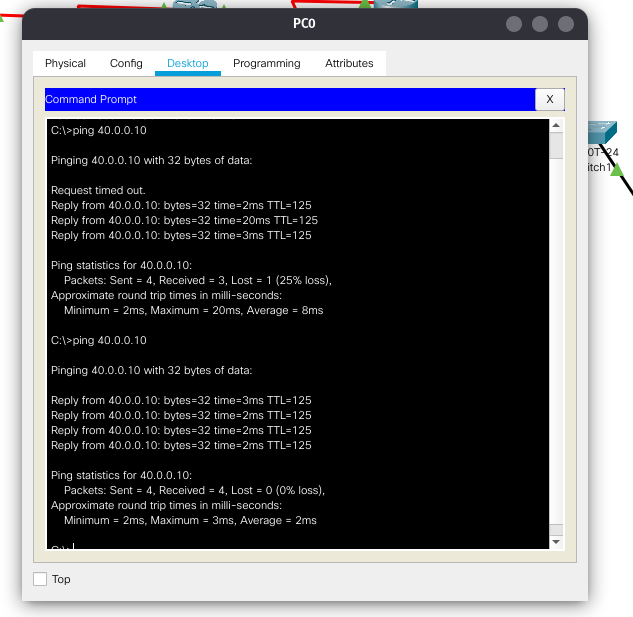 PC0
Physical
Config
Desktop
Programming
Attributes
Command Prompt
X
C:\>ping 40.0.0.10
Pinging 40.0.0.10 with 32 bytes of data:
Request timed out.
Reply from 40.0.0.10: bytes=32 time=2ms TTL=125
Reply from 40.0.0.10: bytes=32 time=20ms TTL=125
Reply from 40.0.0.10: bytes=32 time=3ms TTL=125
Ping statistics for 40.0.0.10:
Packets: Sent = 4, Received = 3, Lost = 1 (25% loss),
Approximate round trip times in milli-seconds:
Minimum = 2ms, Maximum = 20ms, Average = 8ms
C:\>ping 40.0.0.10
Pinging 40.0.0.10 with 32 bytes of data:
Reply from 40.0.0.10: bytes=32 time=3ms TTL=125
Reply from 40.0.0.10: bytes=32 time=2ms TTL=125
Reply from 40.0.0.10: bytes=32 time=2ms TTL=125
Reply from 40.0.0.10: bytes=32 time=2ms TTL=125
Ping statistics for 40.0.0.10:
Packets: Sent = 4, Received = 4, Lost = 0 (0% loss),
Approximate round trip times in milli-seconds:
Minimum = 2ms, Maximum = 3ms, Average = 2ms
C:\>
Top
0T-24
itch1